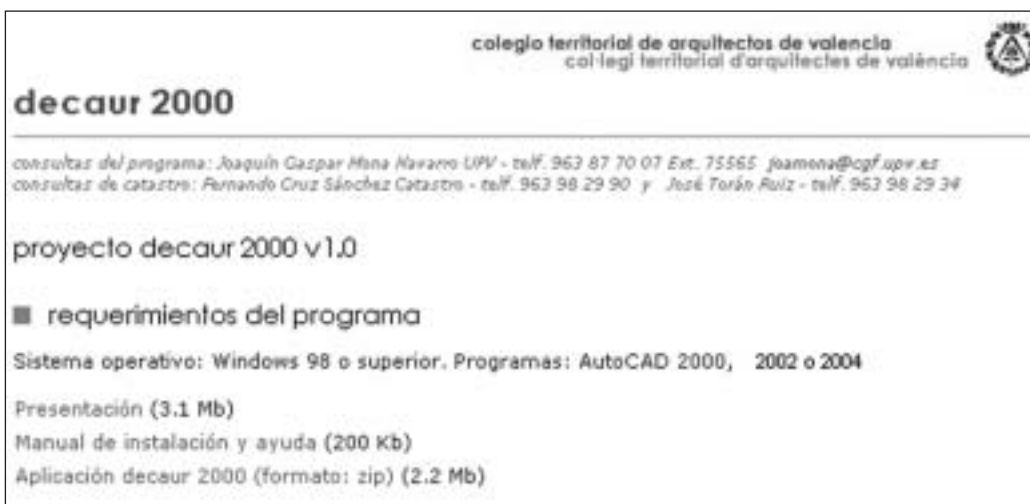 colegio territorial de arquitectos de valencia
col·legi territorial d'arquitectes de valència
decaur 2000
consultas del programa: Joaquín Gaspar Mona Navarro UPV - telf. 963 87 70 07 Ext. 75565 joamona@cgf.upv.es
consultas de catastro: Fernando Cruz Sánchez Catastro - telf. 963 98 29 90 y José Torán Ruiz - telf. 963 98 29 34
proyecto decaur 2000 v1.0
requerimientos del programa
Sistema operativo: Windows 98 o superior. Programas: AutoCAD 2000, 2002 o 2004
Presentación (3.1 Mb)
Manual de instalación y ayuda (200 Kb)
Aplicación decaur 2000 (formato: zip) (2.2 Mb)